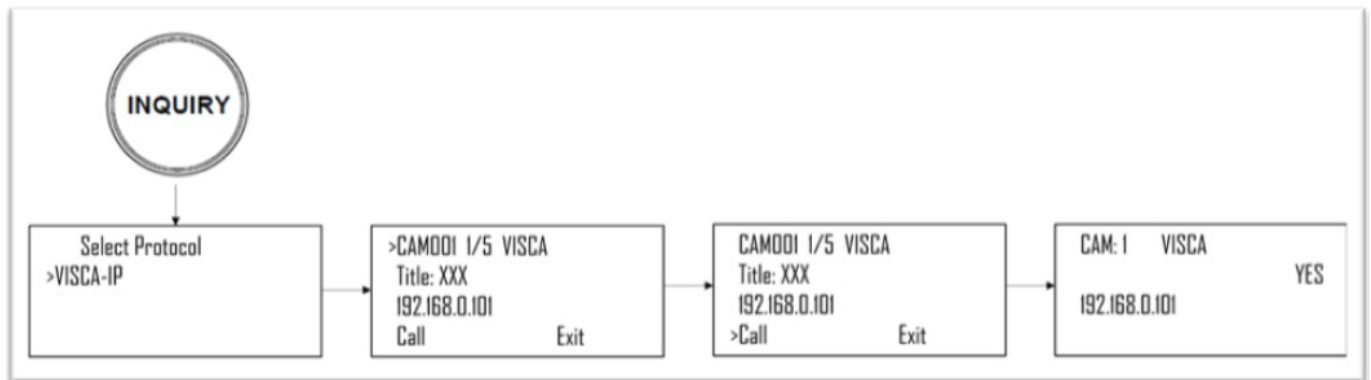 INQUIRY
Select Protocol
>VISCA-IP
>CAM001 1/5 VISCA
Title: XXX
192.168.0.101
Call Exit
CAM001 1/5 VISCA
Title: XXX
192.168.0.101
>Call Exit
CAM: 1 VISCA
YES
192.168.0.101